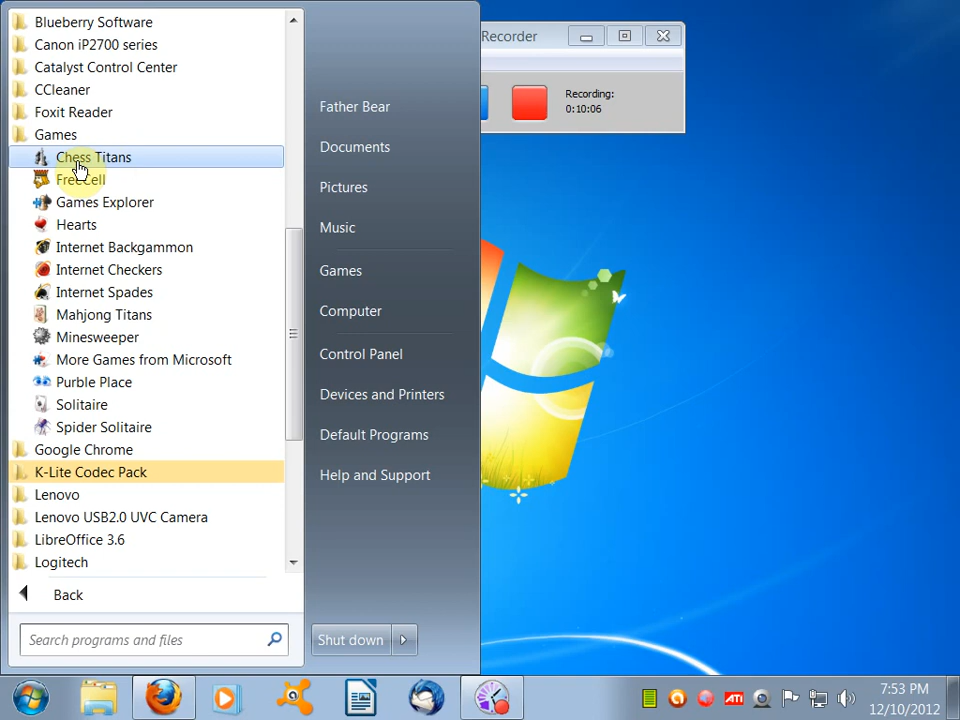 Blueberry Software
Canon iP2700 series
Catalyst Control Center
CCleaner
Foxit Reader
Games
Chess Titans
FreeCell
Games Explorer
Hearts
Internet Backgammon
Internet Checkers
Internet Spades
Mahjong Titans
Minesweeper
More Games from Microsoft
Purble Place
Solitaire
Spider Solitaire
Google Chrome
K-Lite Codec Pack
Lenovo
Lenovo USB2.0 UVC Camera
LibreOffice 3.6
Logitech
Back
Search programs and files
Father Bear
Documents
Pictures
Music
Games
Computer
Control Panel
Devices and Printers
Default Programs
Help and Support
Shut down
Recorder
Recording:
0:10:06
ATI
7:53 PM
12/10/2012